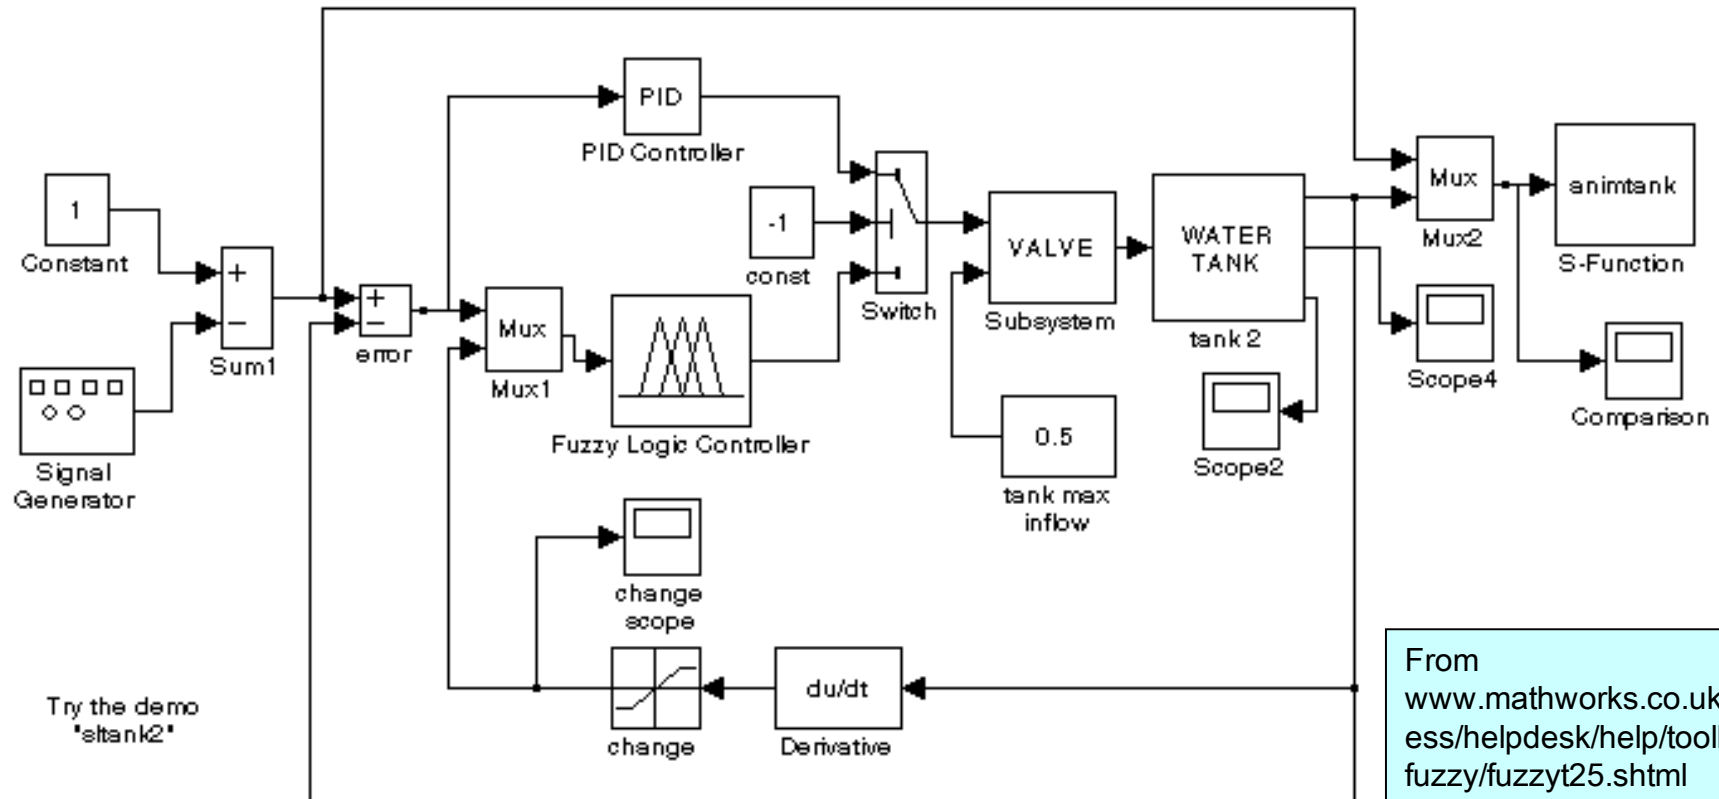 PID
PID Controller
1
Constant
+
−
Sum1
Signal
Generator
+
−
error
Mux
Mux1
Fuzzy Logic Controller
-1
const
Switch
VALVE
Subsystem
WATER
TANK
tank 2
0.5
tank max
inflow
Scope2
Scope4
Mux
Mux2
animtank
S-Function
Comparison
change
scope
change
du/dt
Derivative
Try the demo
"sltank2"
From
www.mathworks.co.uk
ess/helpdesk/help/tool
fuzzy/fuzzyt25.shtml